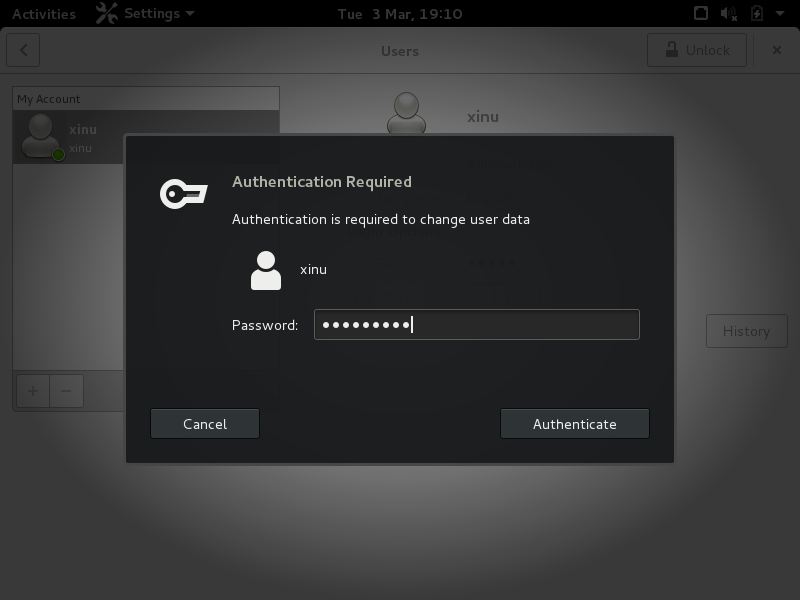 Activities Settings Tue 3 Mar, 19:10
Users Unlock
My Account
xinu
xinu
xinu
Authentication Required
Authentication is required to change user data
xinu
Password: •••••••••
History
Cancel Authenticate